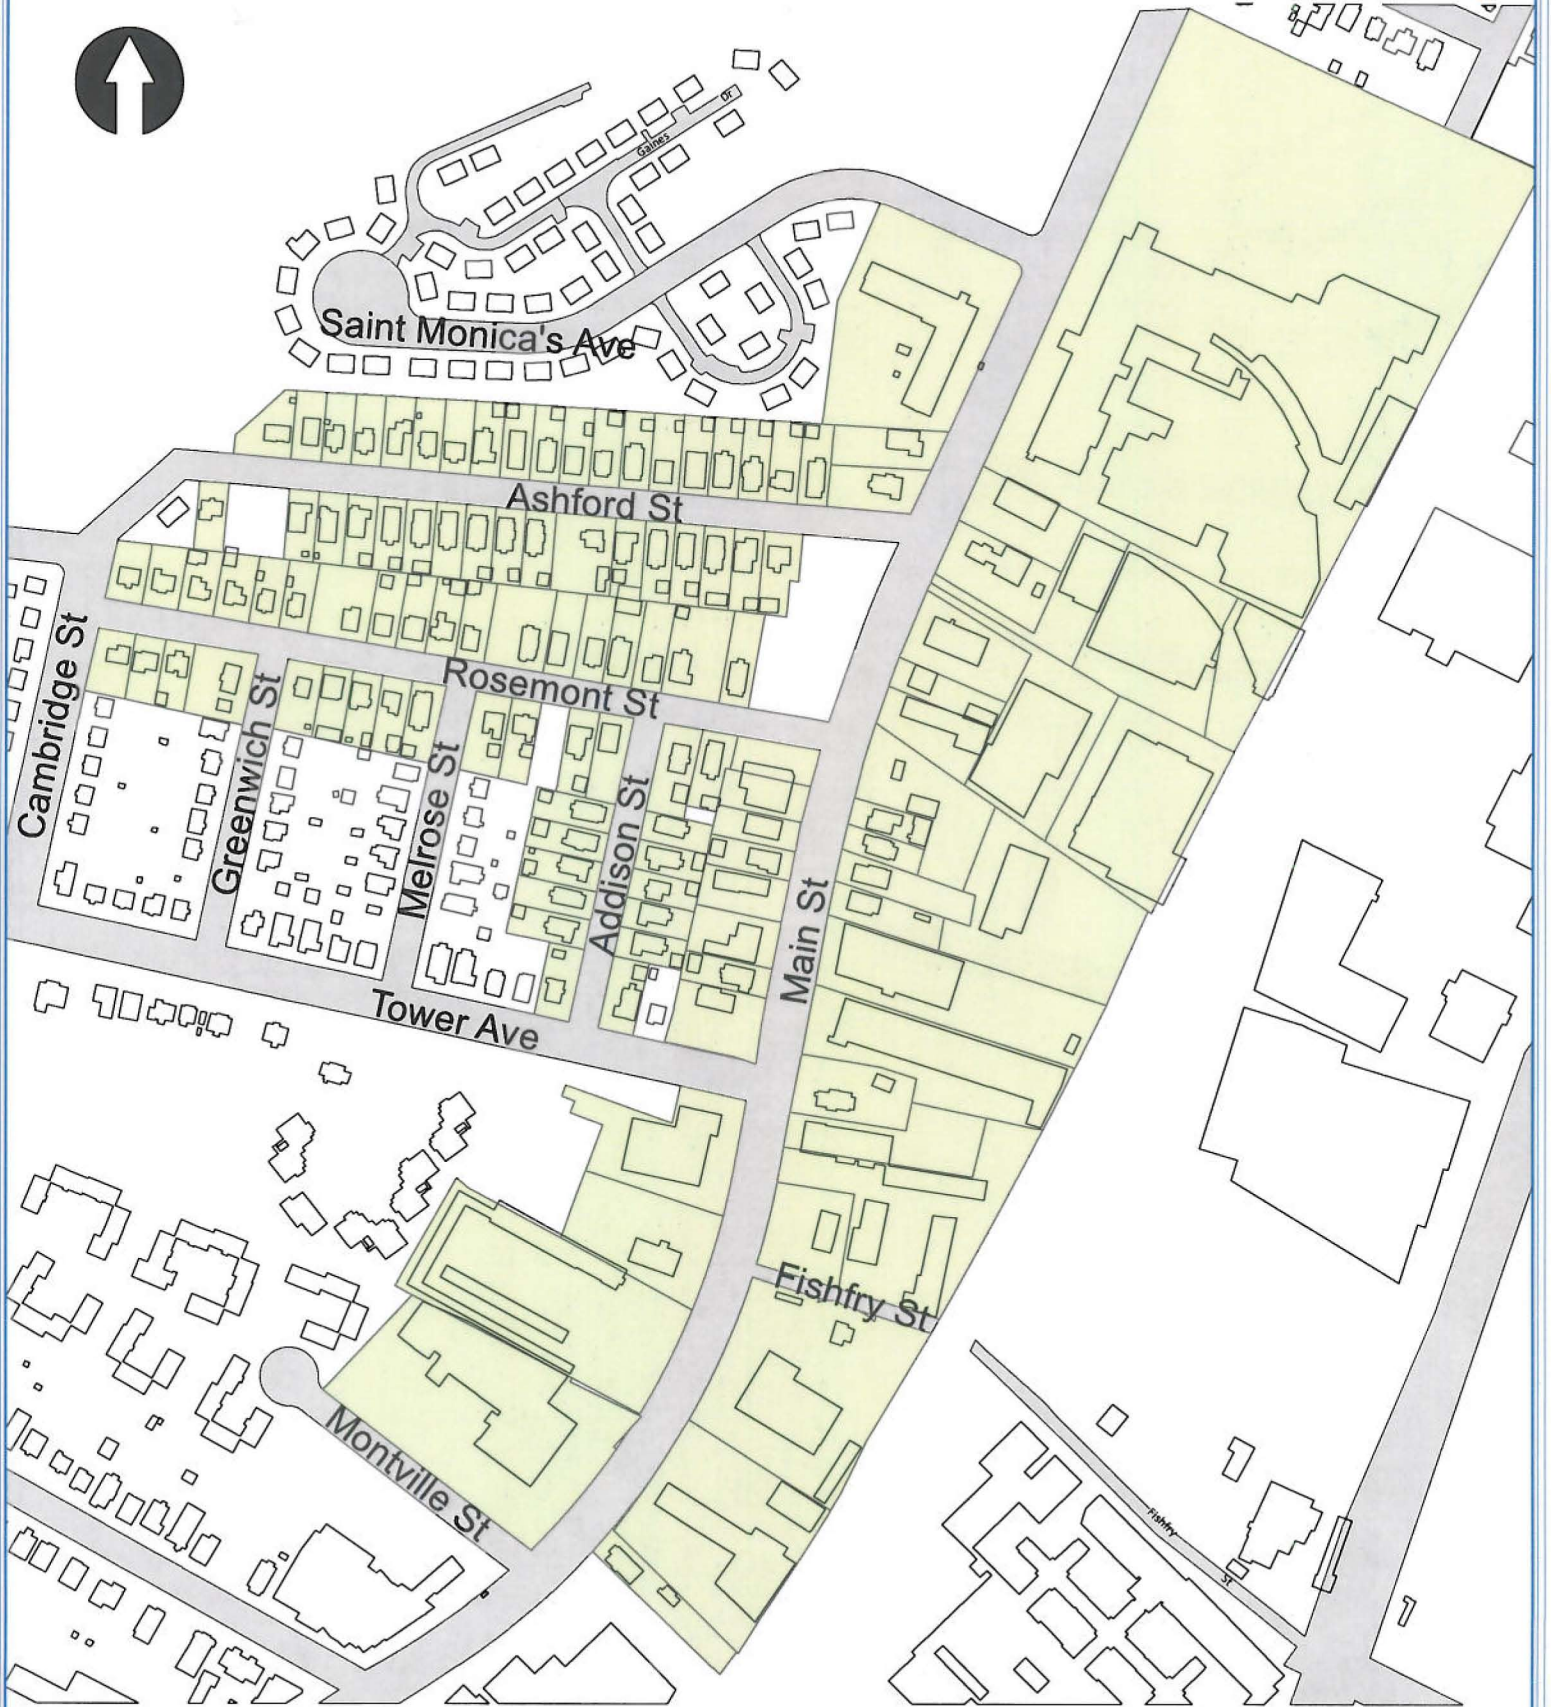 Dr
Gaines
Saint Monica's Ave
Ashford St
Cambridge St
Rosemont St
Greenwich St
Melrose St
Addison St
Main St
Tower Ave
Fishfry St
Montville St
Fishfry
St